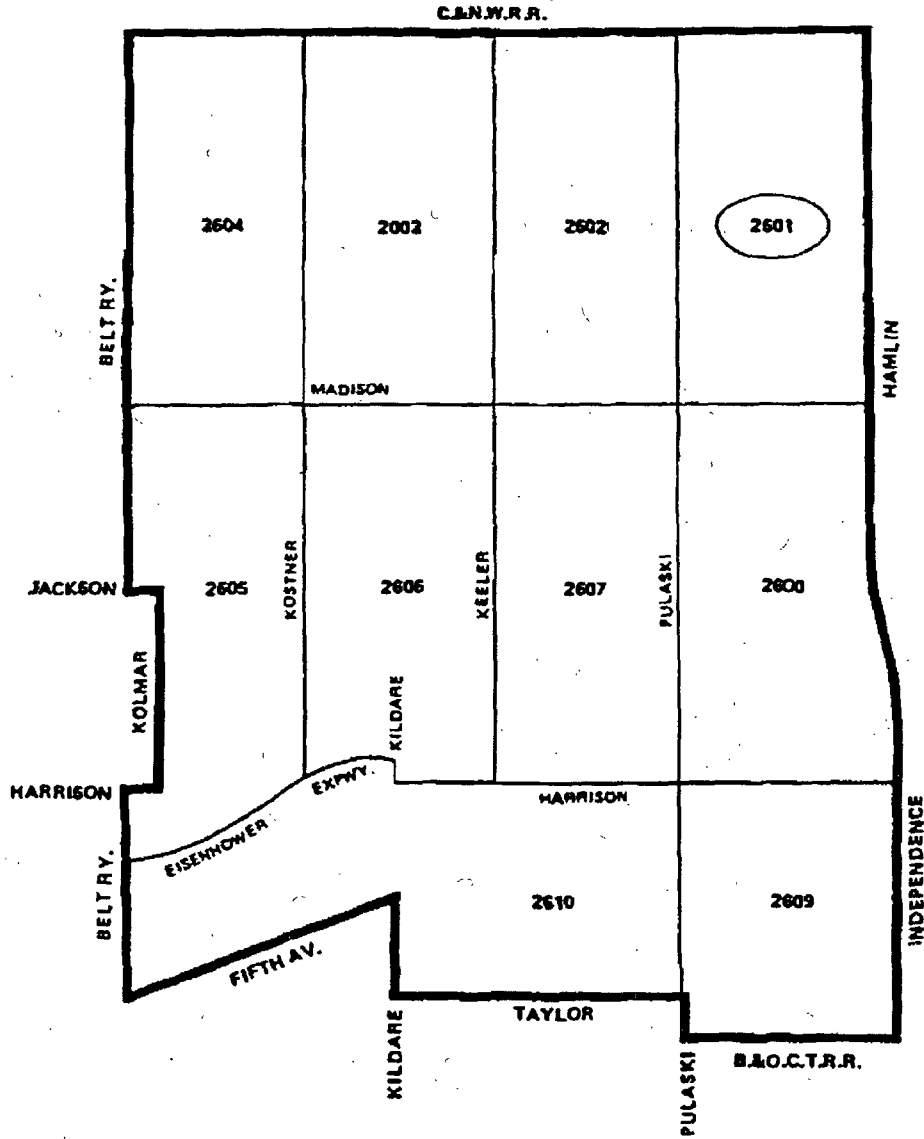 C.&N.W.R.R.
2604
2003
2602
2601
BELT RY.
HAMLIN
MADISON
JACKSON
2605
KOSTNER
2606
KEELER
2607
PULASKI
2600
KOLMAR
KILDARE
HARRISON
EXPWY.
HARRISON
EISENHOWER
BELT RY.
2610
2609
INDEPENDENCE
FIFTH AV.
TAYLOR
KILDARE
PULASKI
B.&O.C.T.R.R.